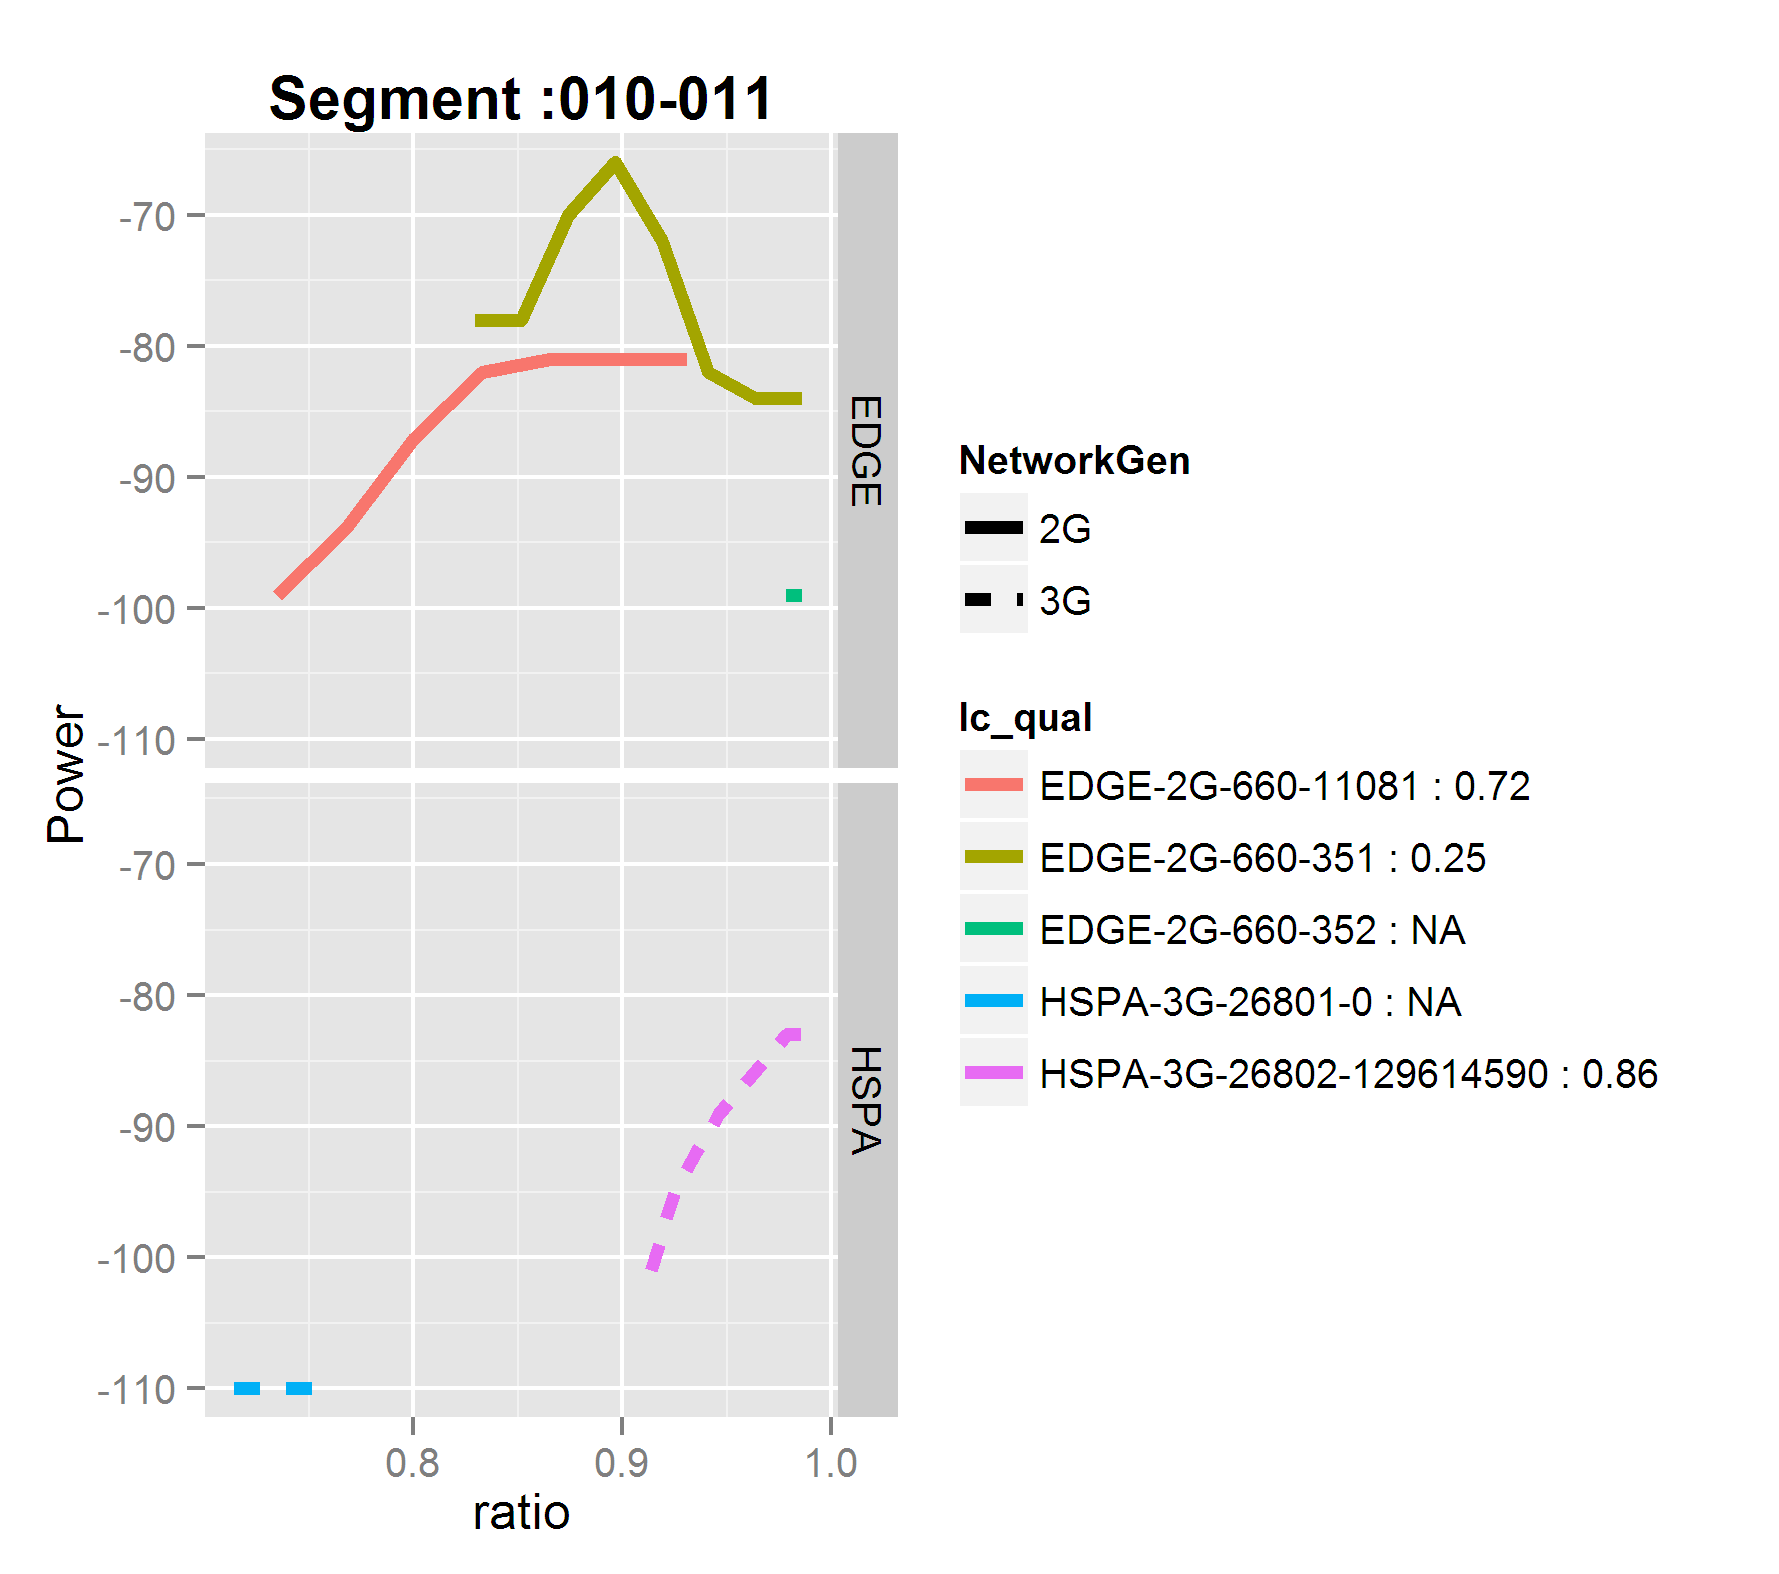 Segment :010-011
-70
-80
-90
-100
-110
EDGE
-70
-80
-90
-100
-110
HSPA
Power
0.8 0.9 1.0
ratio
NetworkGen
2G
3G
lc_qual
EDGE-2G-660-11081 : 0.72
EDGE-2G-660-351 : 0.25
EDGE-2G-660-352 : NA
HSPA-3G-26801-0 : NA
HSPA-3G-26802-129614590 : 0.86